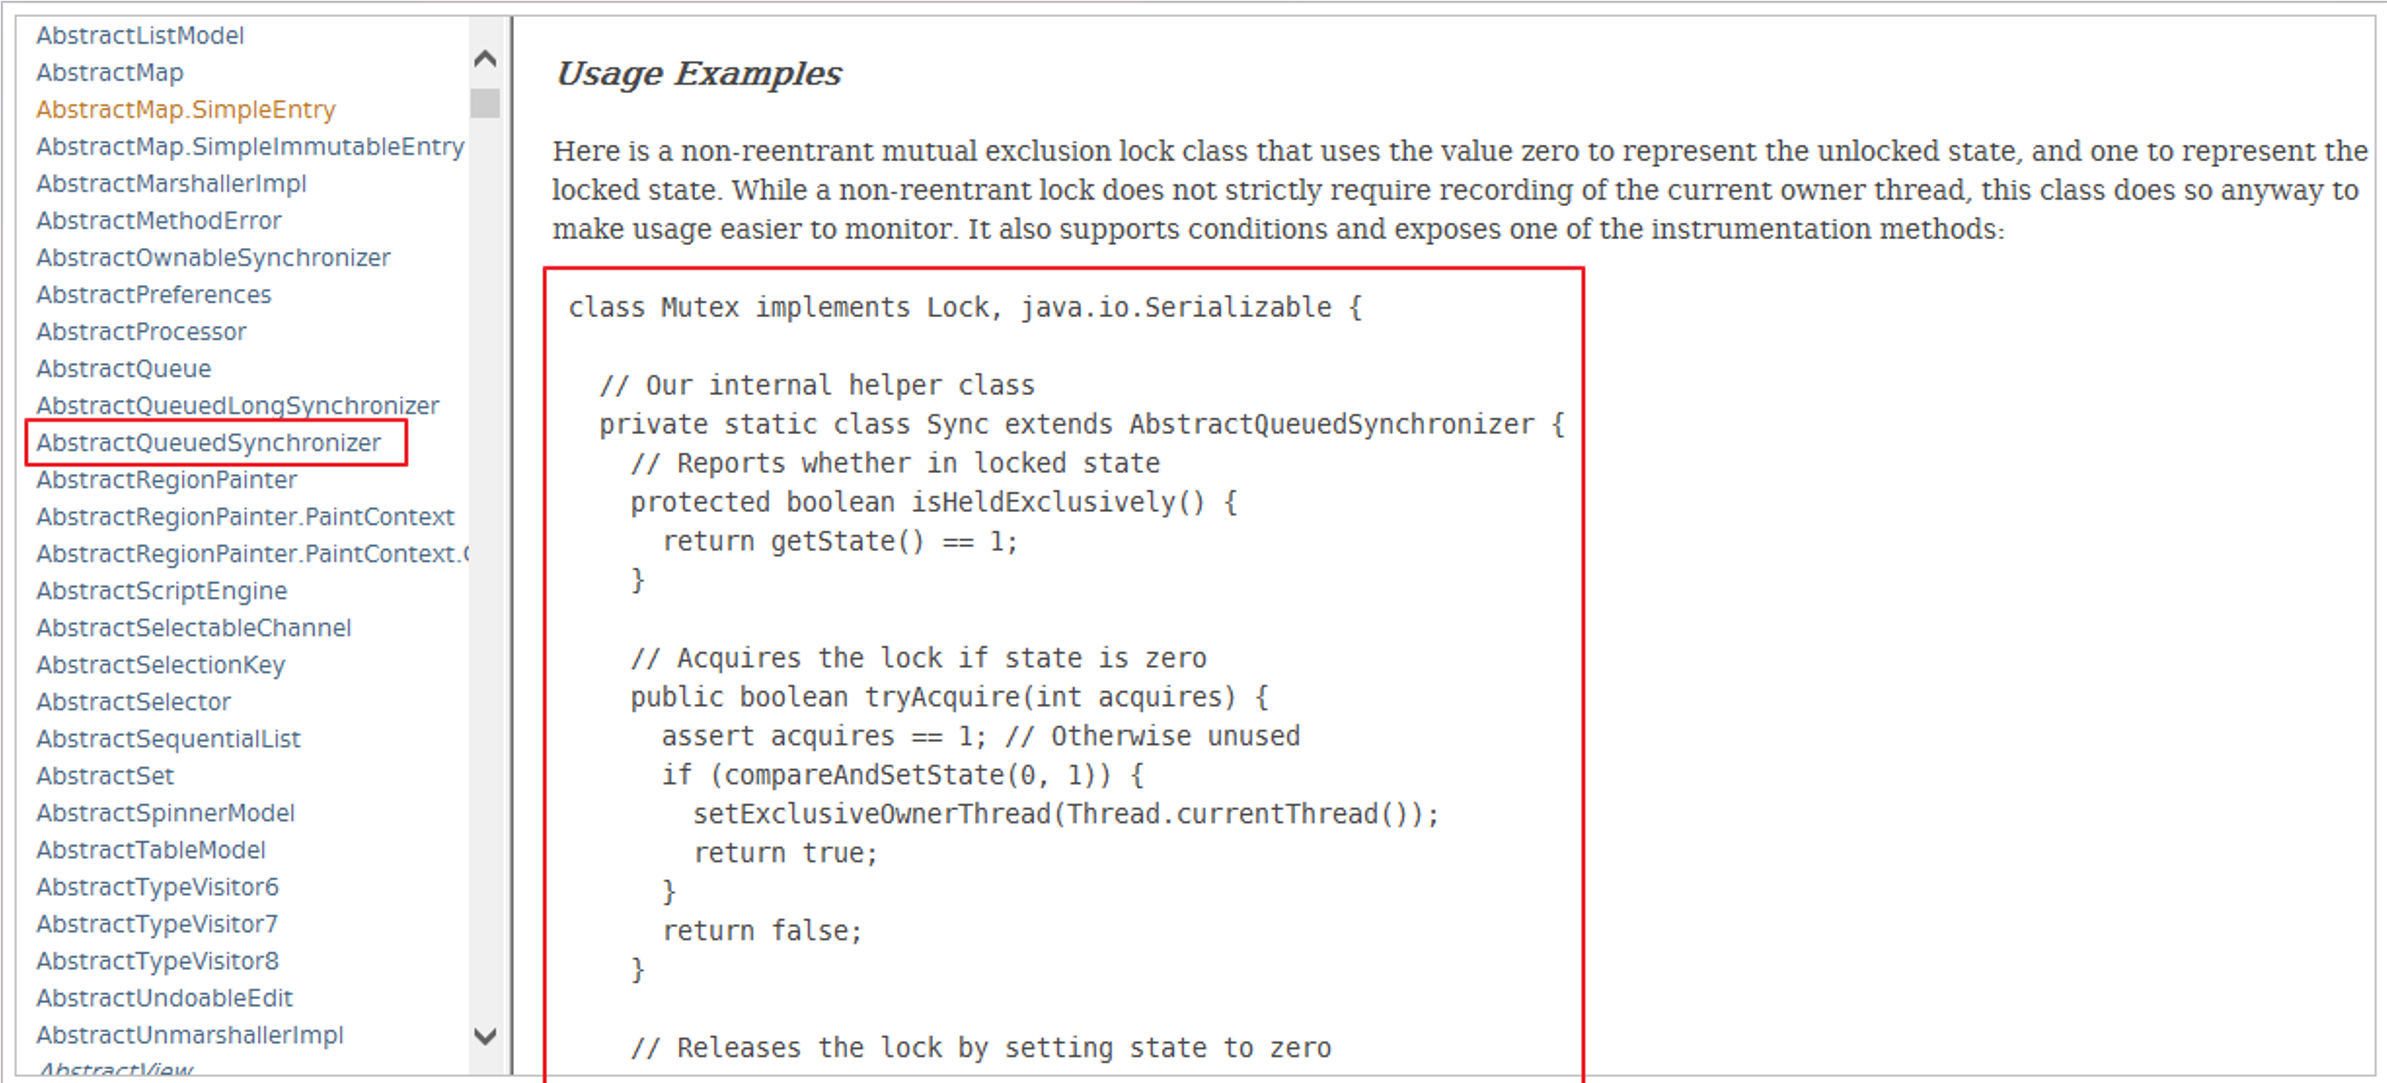 AbstractListModel
AbstractMap
AbstractMap.SimpleEntry
AbstractMap.SimpleImmutableEntry
AbstractMarshallerImpl
AbstractMethodError
AbstractOwnableSynchronizer
AbstractPreferences
AbstractProcessor
AbstractQueue
AbstractQueuedLongSynchronizer
AbstractQueuedSynchronizer
AbstractRegionPainter
AbstractRegionPainter.PaintContext
AbstractRegionPainter.PaintContext.
AbstractScriptEngine
AbstractSelectableChannel
AbstractSelectionKey
AbstractSelector
AbstractSequentialList
AbstractSet
AbstractSpinnerModel
AbstractTableModel
AbstractTypeVisitor6
AbstractTypeVisitor7
AbstractTypeVisitor8
AbstractUndoableEdit
AbstractUnmarshallerImpl
AbstractView
Usage Examples
Here is a non-reentrant mutual exclusion lock class that uses the value zero to represent the unlocked state, and one to represent the
locked state. While a non-reentrant lock does not strictly require recording of the current owner thread, this class does so anyway to
make usage easier to monitor. It also supports conditions and exposes one of the instrumentation methods:
class Mutex implements Lock, java.io.Serializable {
// Our internal helper class
private static class Sync extends AbstractQueuedSynchronizer {
// Reports whether in locked state
protected boolean isHeldExclusively() {
return getState() == 1;
}
// Acquires the lock if state is zero
public boolean tryAcquire(int acquires) {
assert acquires == 1; // Otherwise unused
if (compareAndSetState(0, 1)) {
setExclusiveOwnerThread(Thread.currentThread());
return true;
}
return false;
}
// Releases the lock by setting state to zero